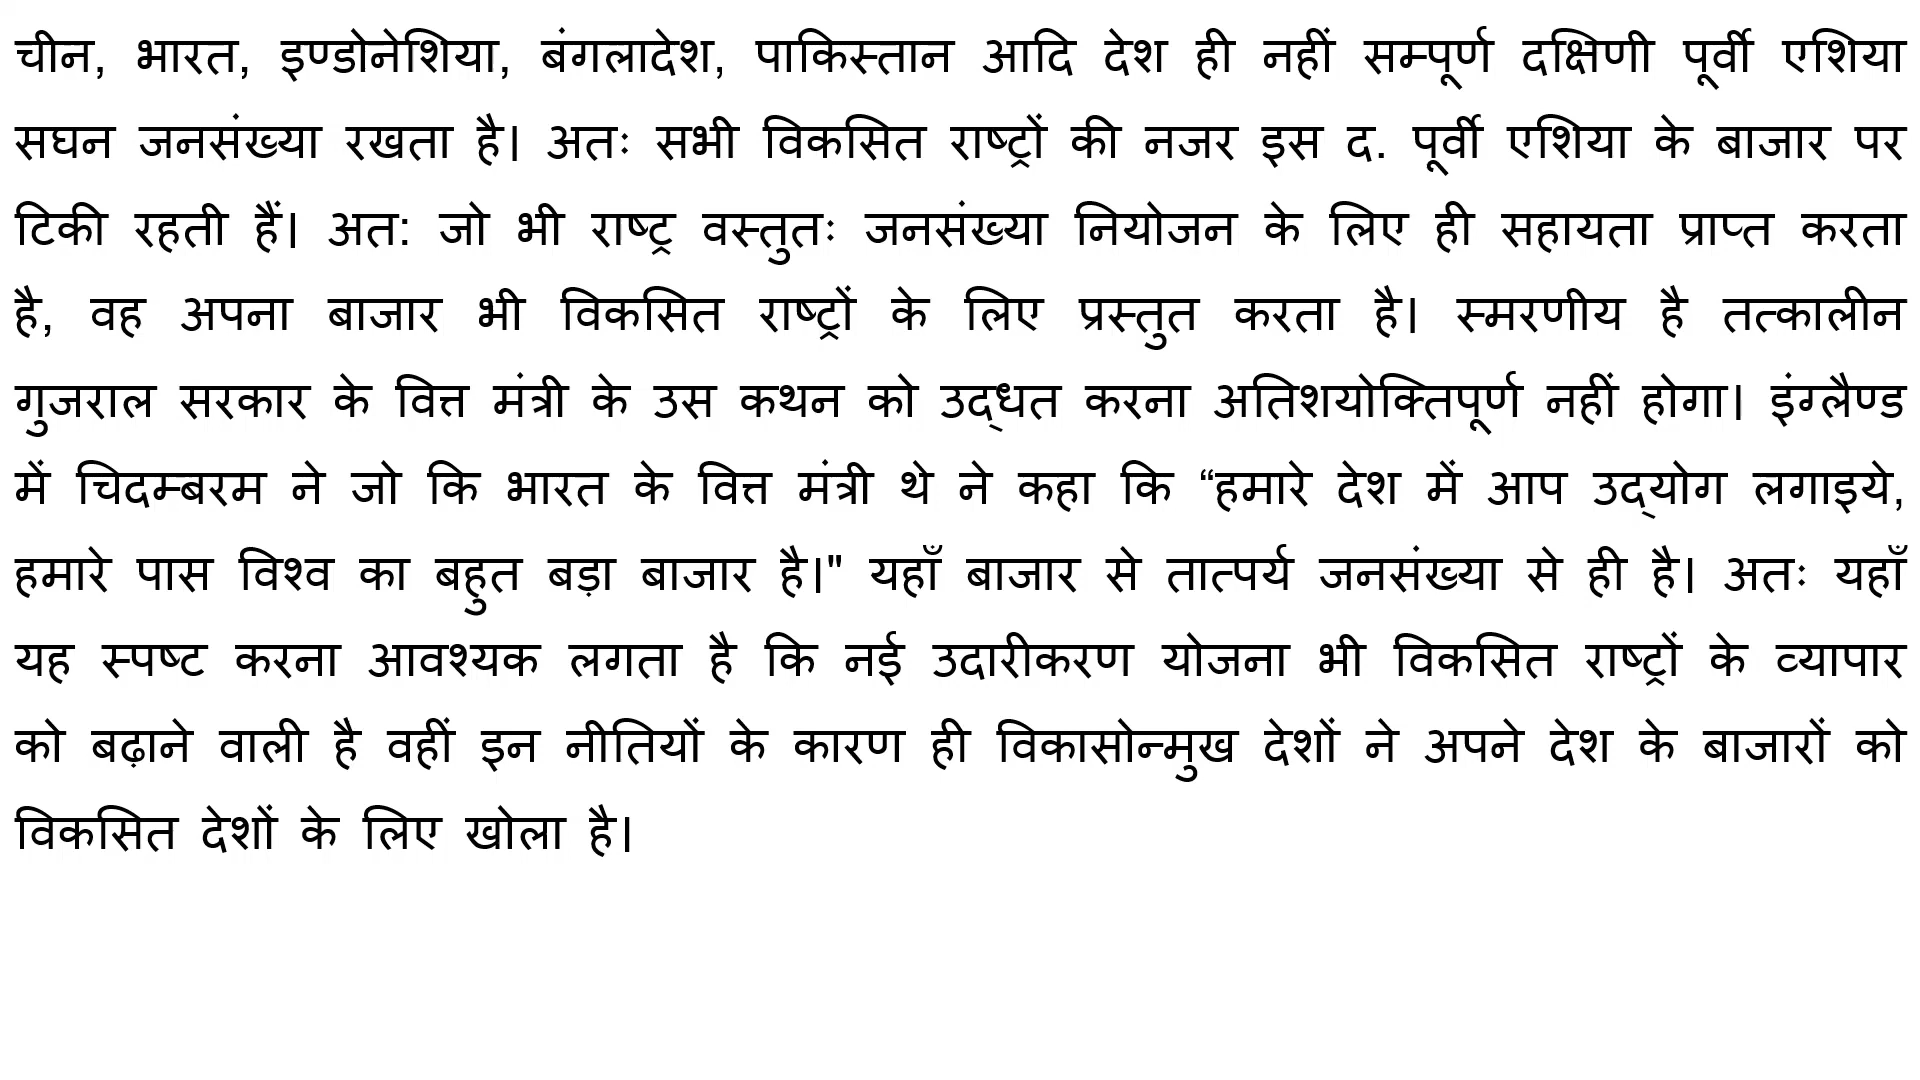 चीन, भारत, इण्डोनेशिया, बंगलादेश, पाकिस्तान आदि देश ही नहीं सम्पूर्ण दक्षिणी पूर्वी एशिया
सघन जनसंख्या रखता है। अतः सभी विकसित राष्ट्रों की नजर इस द. पूर्वी एशिया के बाजार पर
टिकी रहती हैं। अत: जो भी राष्ट्र वस्तुतः जनसंख्या नियोजन के लिए ही सहायता प्राप्त करता
है, वह अपना बाजार भी विकसित राष्ट्रों के लिए प्रस्तुत करता है। स्मरणीय है तत्कालीन
गुजराल सरकार के वित्त मंत्री के उस कथन को उद्धत करना अतिशयोक्तिपूर्ण नहीं होगा। इंग्लैण्ड
में चिदम्बरम ने जो कि भारत के वित्त मंत्री थे ने कहा कि “हमारे देश में आप उद्योग लगाइये,
हमारे पास विश्व का बहुत बड़ा बाजार है।" यहाँ बाजार से तात्पर्य जनसंख्या से ही है। अतः यहाँ
यह स्पष्ट करना आवश्यक लगता है कि नई उदारीकरण योजना भी विकसित राष्ट्रों के व्यापार
को बढ़ाने वाली है वहीं इन नीतियों के कारण ही विकासोन्मुख देशों ने अपने देश के बाजारों को
विकसित देशों के लिए खोला है।